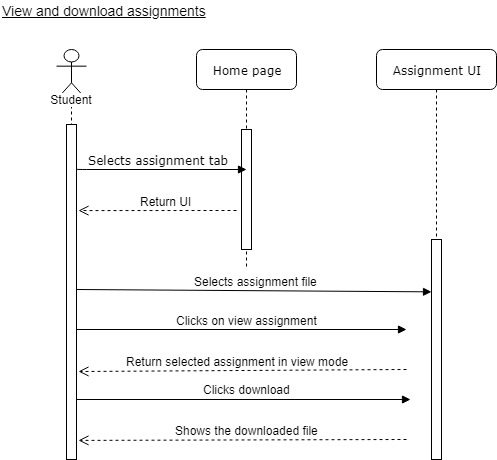 View and download assignments
Home page
Assignment UI
Student
Selects assignment tab
Return UI
Selects assignment file
Clicks on view assignment
Return selected assignment in view mode
Clicks download
Shows the downloaded file